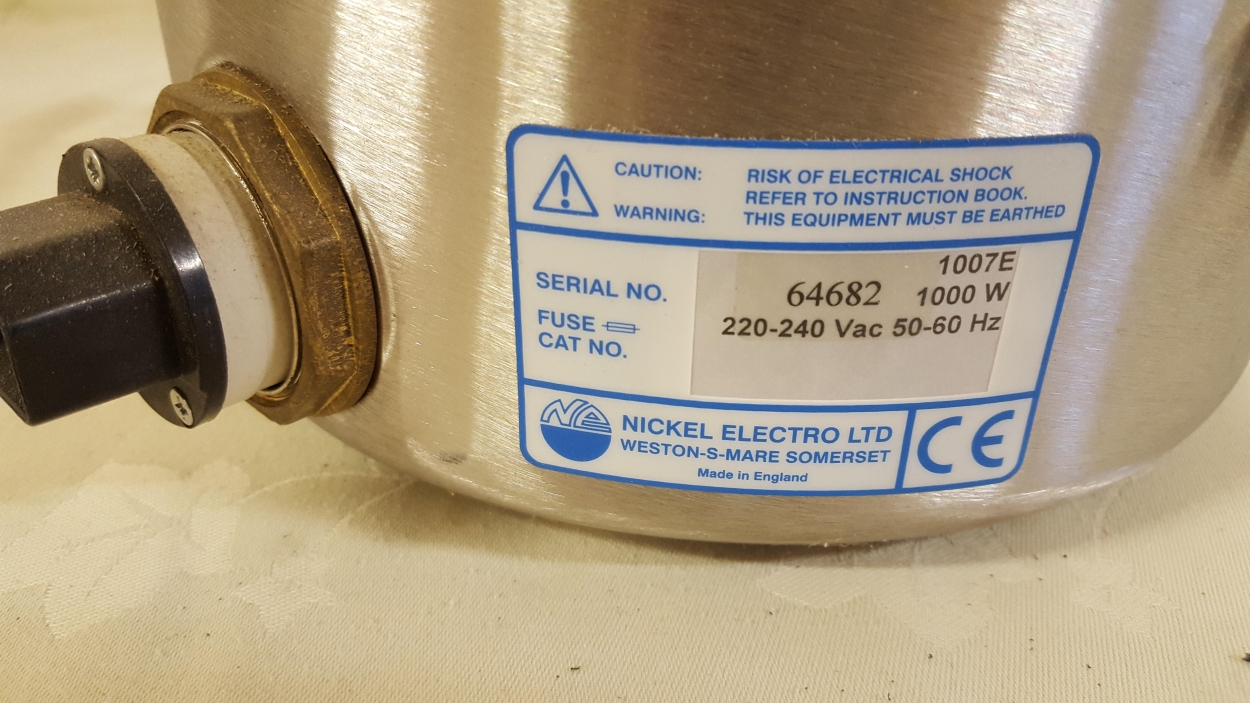 CAUTION: RISK OF ELECTRICAL SHOCK
REFER TO INSTRUCTION BOOK.
WARNING: THIS EQUIPMENT MUST BE EARTHED
1007E
SERIAL NO. 64682 1000 W
FUSE 220-240 Vac 50-60 Hz
CAT NO.
NE
NICKEL ELECTRO LTD
WESTON-S-MARE SOMERSET
Made in England
CE